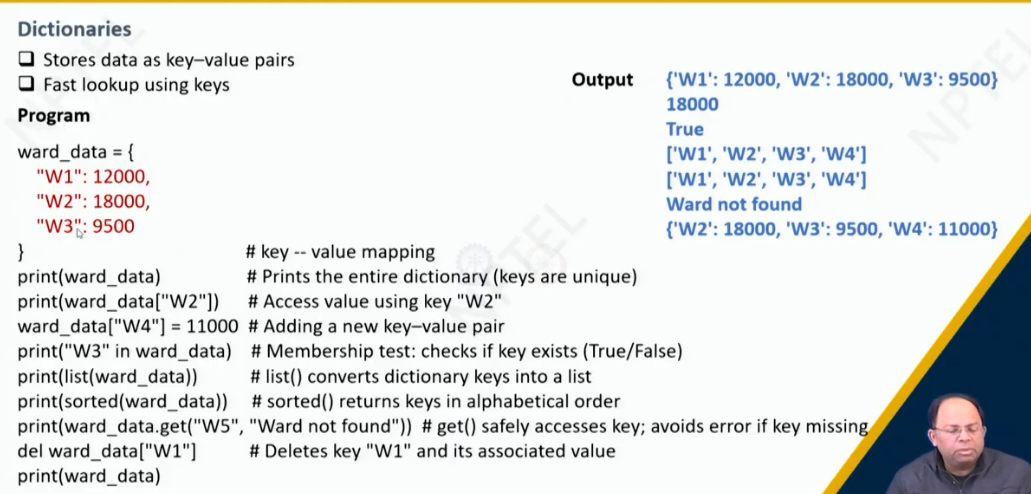 Dictionaries
❑ Stores data as key–value pairs
❑ Fast lookup using keys
Program
ward_data = {
"W1": 12000,
"W2": 18000,
"W3": 9500
} # key -- value mapping
print(ward_data) # Prints the entire dictionary (keys are unique)
print(ward_data["W2"]) # Access value using key "W2"
ward_data["W4"] = 11000 # Adding a new key–value pair
print("W3" in ward_data) # Membership test: checks if key exists (True/False)
print(list(ward_data)) # list() converts dictionary keys into a list
print(sorted(ward_data)) # sorted() returns keys in alphabetical order
print(ward_data.get("W5", "Ward not found")) # get() safely accesses key; avoids error if key missing
del ward_data["W1"] # Deletes key "W1" and its associated value
print(ward_data)
Output {'W1': 12000, 'W2': 18000, 'W3': 9500}
18000
True
['W1', 'W2', 'W3', 'W4']
['W1', 'W2', 'W3', 'W4']
Ward not found
{'W2': 18000, 'W3': 9500, 'W4': 11000}
NPTEL
NPTEL
NPTEL